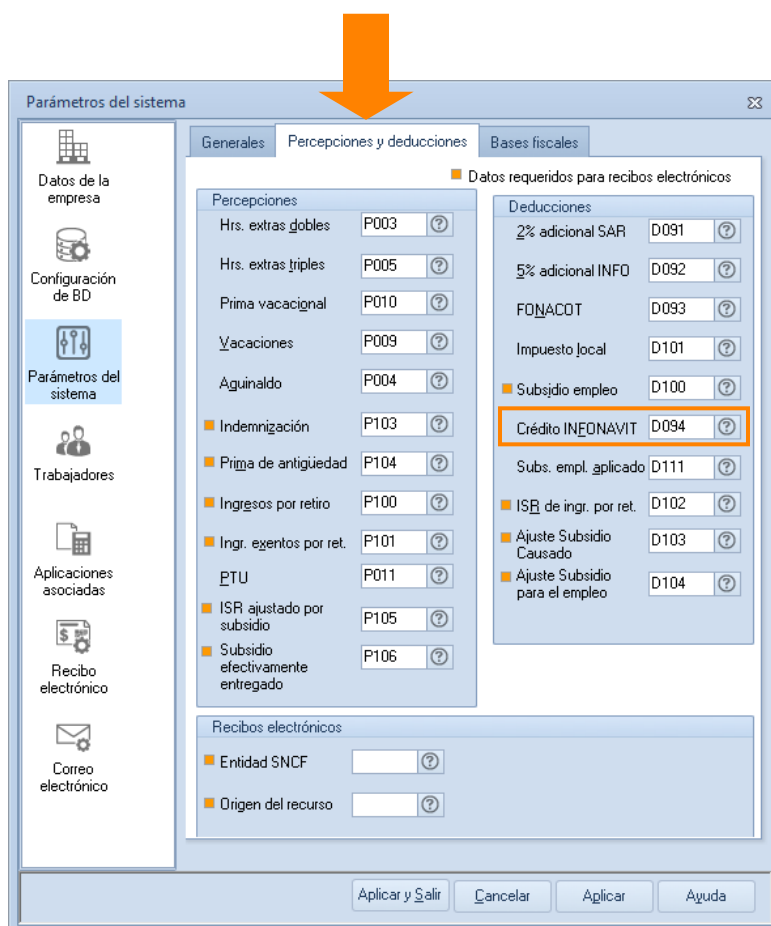 Parámetros del sistema
Datos de la
empresa
Configuración
de BD
Parámetros del
sistema
Trabajadores
Aplicaciones
asociadas
Recibo
electrónico
Correo
electrónico
Generales Percepciones y deducciones Bases fiscales
Datos requeridos para recibos electrónicos
Percepciones
Hrs. extras dobles P003
Hrs. extras triples P005
Prima vacacional P010
Vacaciones P009
Aguinaldo P004
Indemnización P103
Prima de antigüedad P104
Ingresos por retiro P100
Ingr. exentos por ret. P101
PTU P011
ISR ajustado por
subsidio P105
Subsidio
efectivamente P106
entregado
Deducciones
2% adicional SAR D091
5% adicional INFO D092
FONACOT D093
Impuesto local D101
Subsidio empleo D100
Crédito INFONAVIT D094
Subs. empl. aplicado D111
ISR de ingr. por ret. D102
Ajuste Subsidio
Causado D103
Ajuste Subsidio
para el empleo D104
Recibos electrónicos
Entidad SNCF
Origen del recurso
Aplicar y Salir Cancelar Aplicar Ayuda